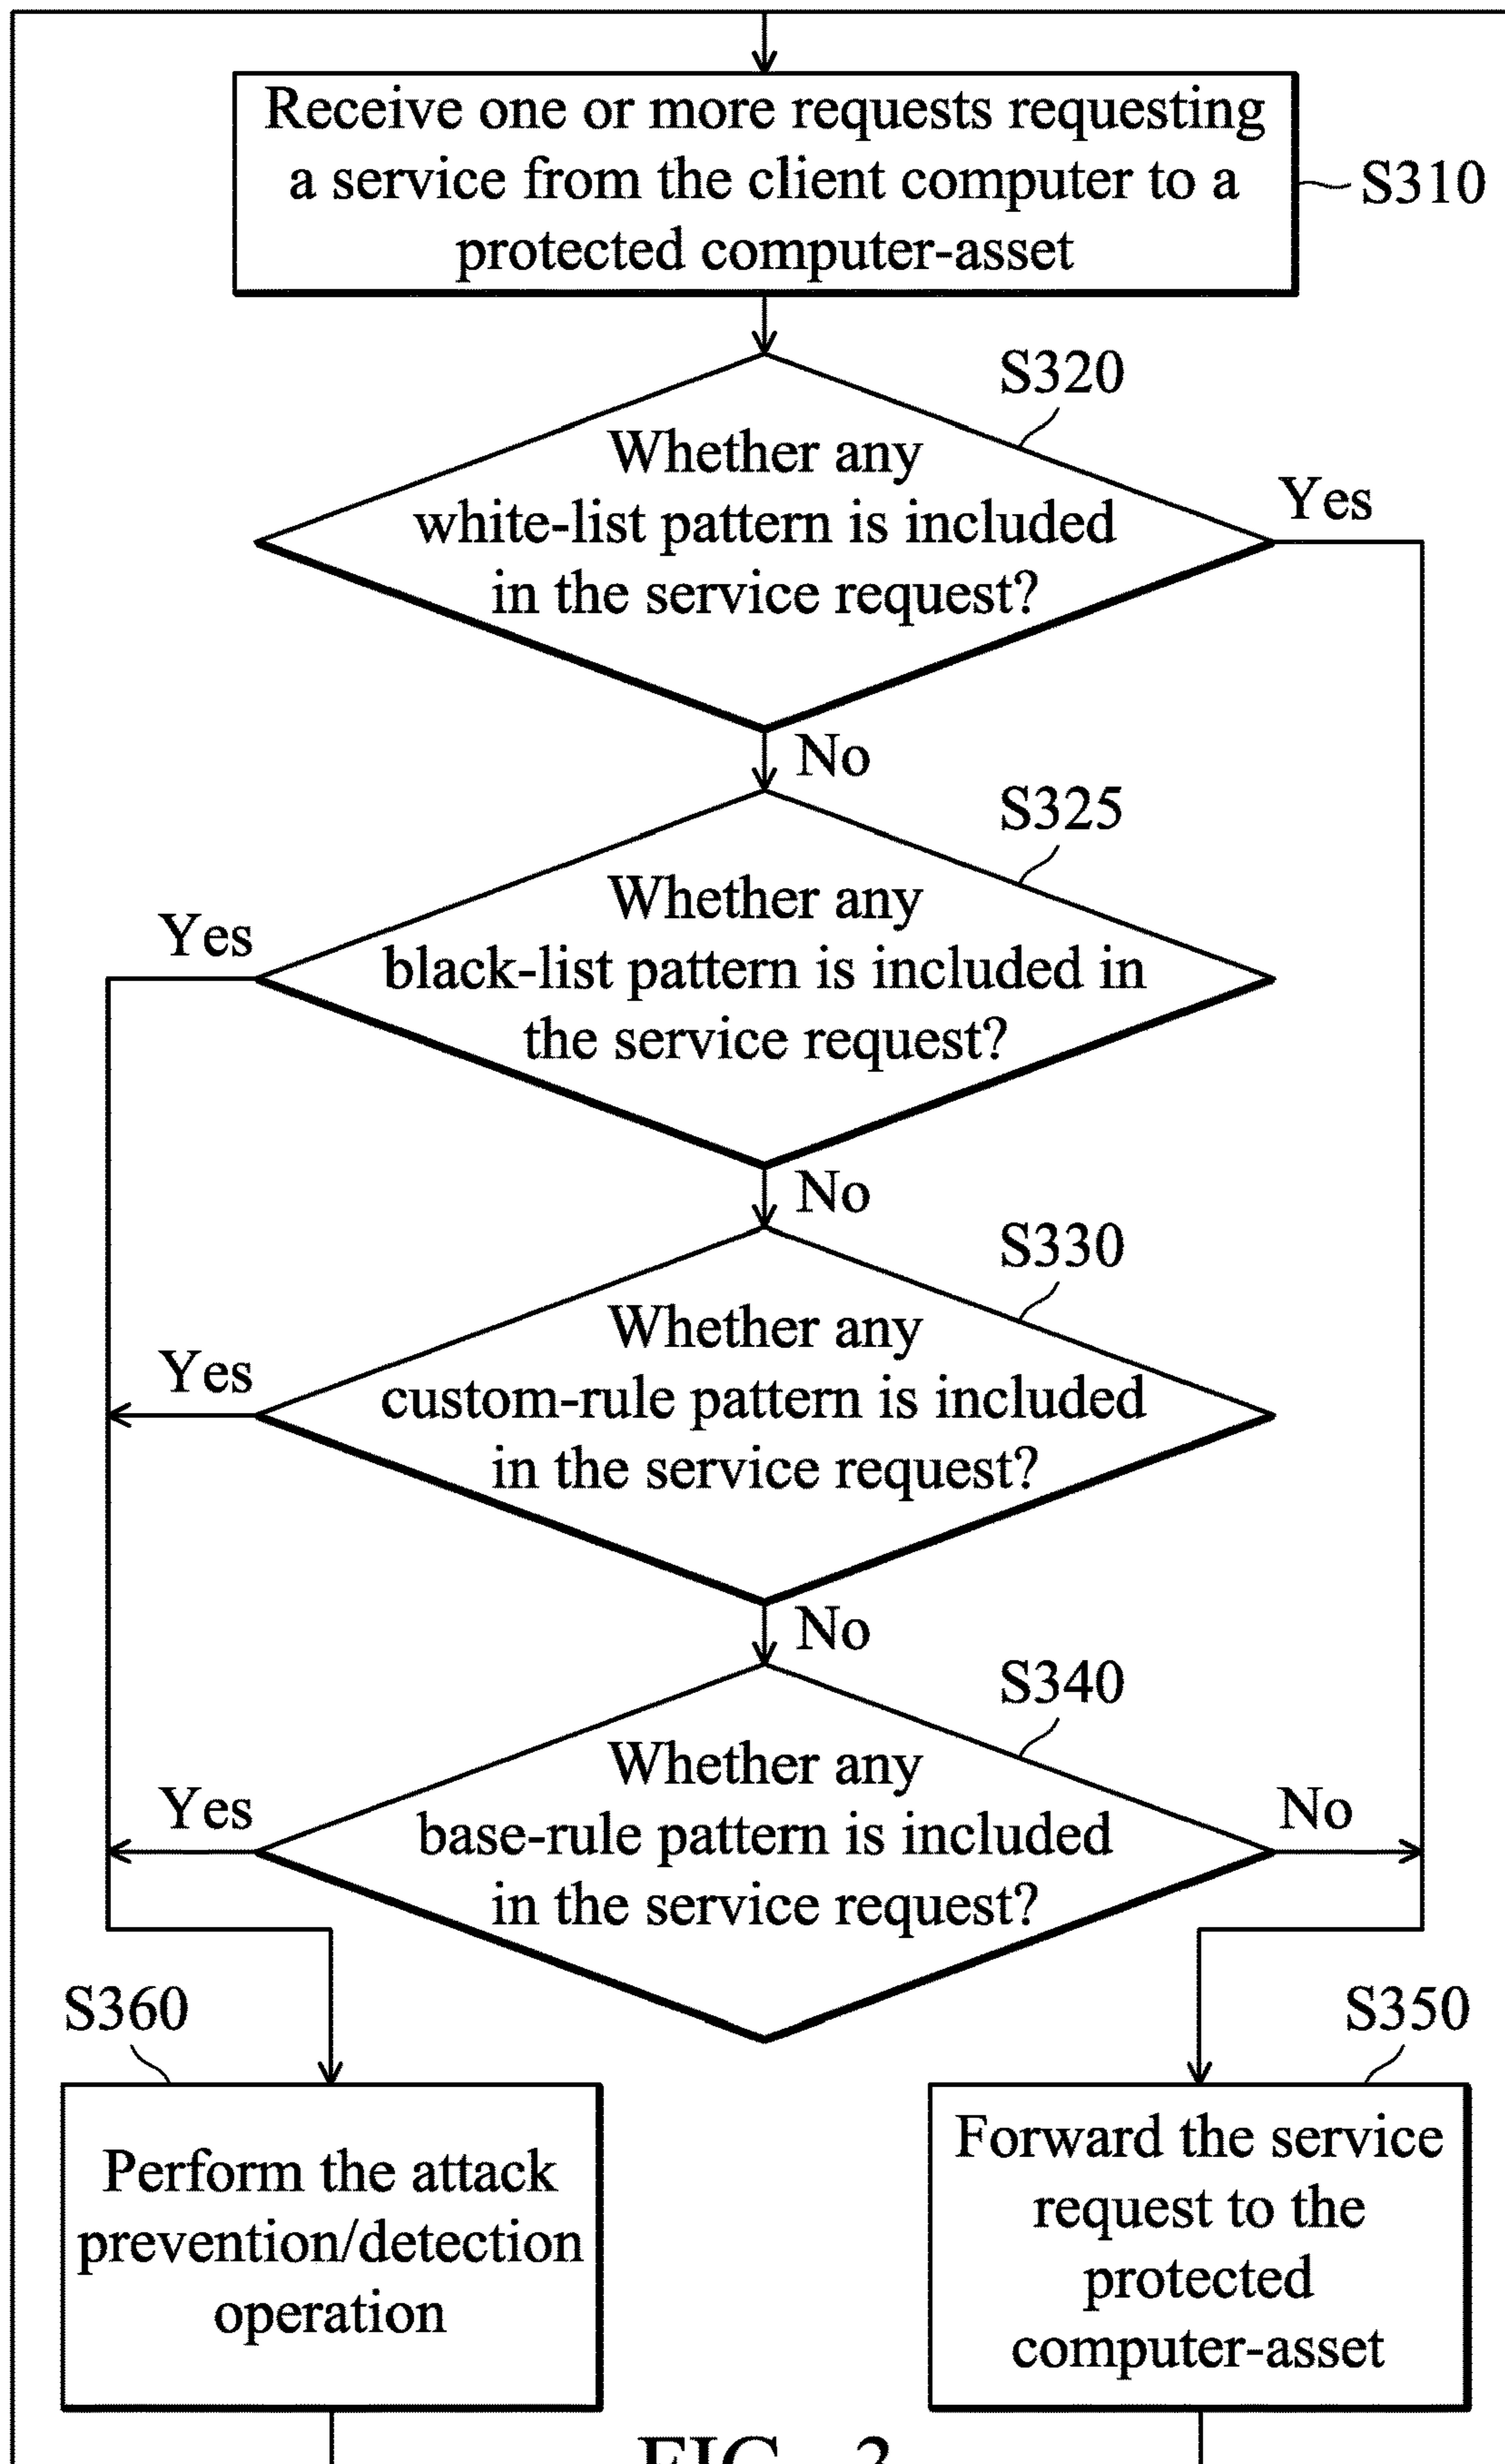 Receive one or more requests requesting
a service from the client computer to a
protected computer-asset
S310
S320
Whether any
white-list pattern is included
in the service request?
Yes
No
S325
Whether any
black-list pattern is included in
the service request?
Yes
No
S330
Whether any
custom-rule pattern is included
in the service request?
Yes
No
S340
Whether any
base-rule pattern is included
in the service request?
Yes
No
S360
Perform the attack
prevention/detection
operation
S350
Forward the service
request to the
protected
computer-asset
FIG. 3